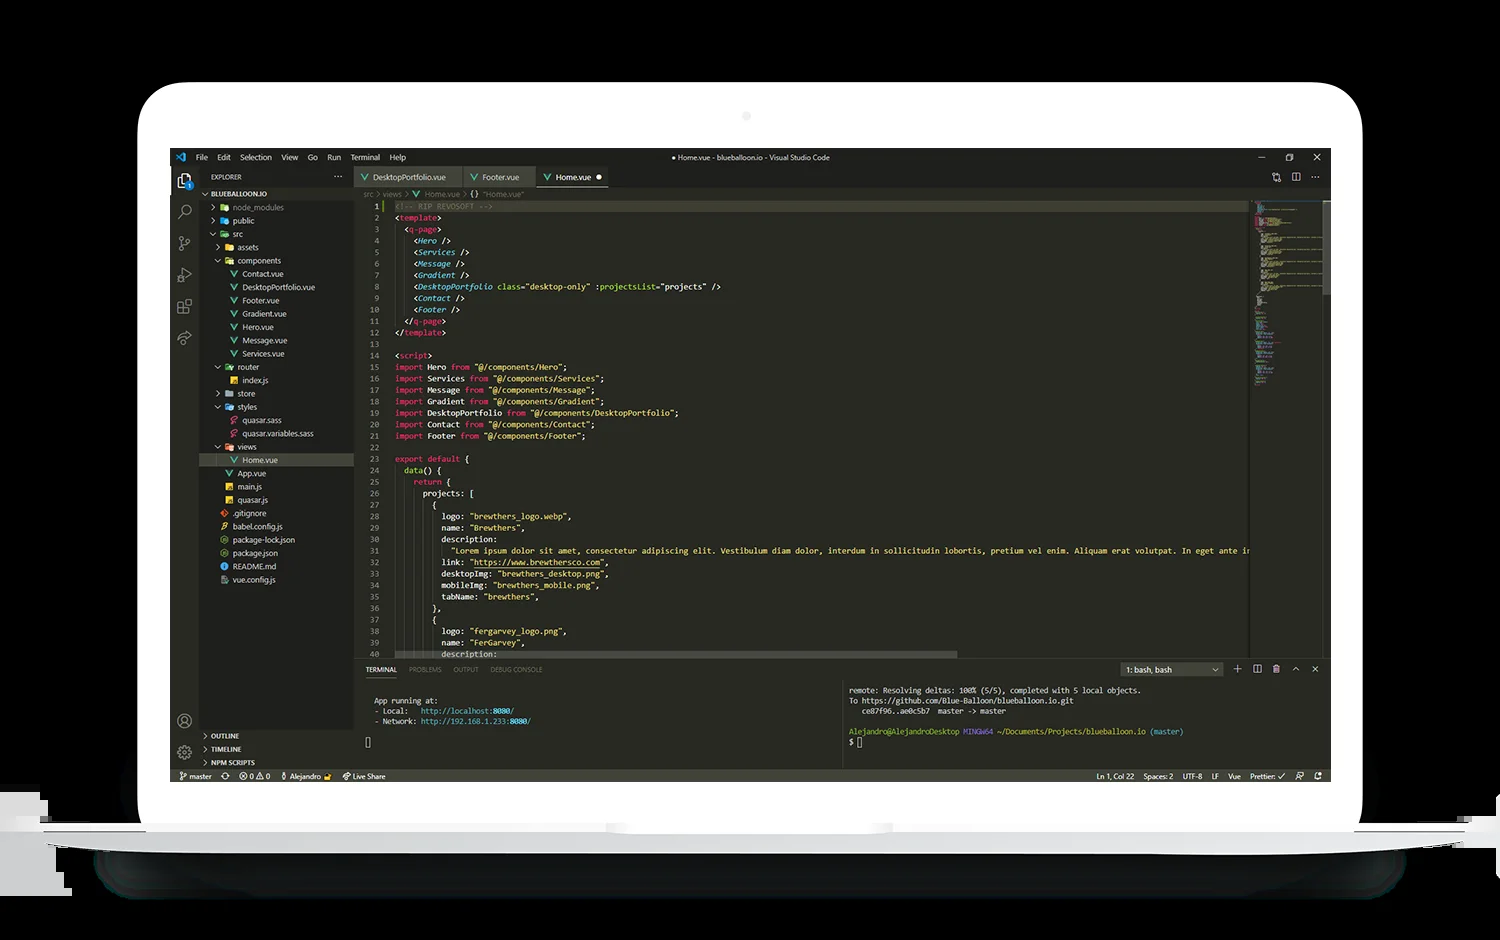 File Edit Selection View Go Run Terminal Help
● Home.vue - blueballoon.io - Visual Studio Code
EXPLORER
BLUEBALLOON.IO
node_modules
public
src
assets
components
Contact.vue
DesktopPortfolio.vue
Footer.vue
Gradient.vue
Hero.vue
Message.vue
Services.vue
router
index.js
store
styles
quasar.sass
quasar.variables.sass
views
Home.vue
App.vue
main.js
quasar.js
.gitignore
babel.config.js
package-lock.json
package.json
README.md
vue.config.js
OUTLINE
TIMELINE
NPM SCRIPTS
DesktopPortfolio.vue Footer.vue Home.vue ●
src > views > Home.vue > {} "Home.vue"
1 <!-- RIP REVOSOFT -->
2 <template>
3 <q-page>
4 <Hero />
5 <Services />
6 <Message />
7 <Gradient />
8 <DesktopPortfolio class="desktop-only" :projectsList="projects" />
9 <Contact />
10 <Footer />
11 </q-page>
12 </template>
13
14 <script>
15 import Hero from "@/components/Hero";
16 import Services from "@/components/Services";
17 import Message from "@/components/Message";
18 import Gradient from "@/components/Gradient";
19 import DesktopPortfolio from "@/components/DesktopPortfolio";
20 import Contact from "@/components/Contact";
21 import Footer from "@/components/Footer";
22
23 export default {
24 data() {
25 return {
26 projects: [
27 {
28 logo: "brewthers_logo.webp",
29 name: "Brewthers",
30 description:
31 "Lorem ipsum dolor sit amet, consectetur adipiscing elit. Vestibulum diam dolor, interdum in sollicitudin lobortis, pretium vel enim. Aliquam erat volutpat. In eget ante in
32 link: "https://www.brewthersco.com",
33 desktopImg: "brewthers_desktop.png",
34 mobileImg: "brewthers_mobile.png",
35 tabName: "brewthers",
36 },
37 {
38 logo: "fergarvey_logo.png",
39 name: "FerGarvey",
40 description:
TERMINAL PROBLEMS OUTPUT DEBUG CONSOLE
1: bash, bash
App running at:
- Local: http://localhost:8080/
- Network: http://192.168.1.233:8080/
remote: Resolving deltas: 100% (5/5), completed with 5 local objects.
To https://github.com/Blue-Balloon/blueballoon.io.git
ce87f96..ae0c5b7 master -> master
Alejandro@AlejandroDesktop MINGW64 ~/Documents/Projects/blueballoon.io (master)
$
master 0 0 Alejandro Live Share
Ln 1, Col 22 Spaces: 2 UTF-8 LF Vue Prettier: ✓